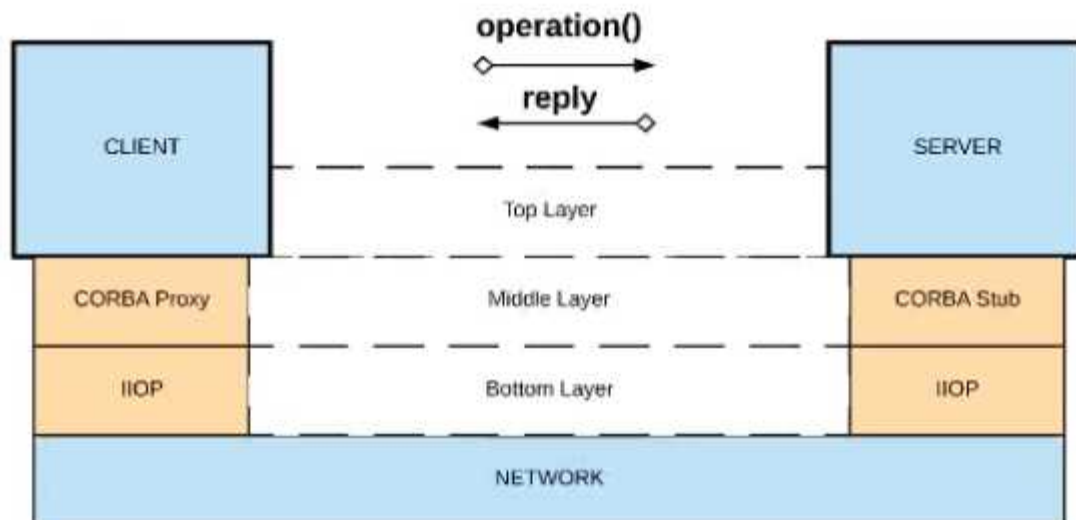 operation()
reply
CLIENT
SERVER
Top Layer
CORBA Proxy
Middle Layer
CORBA Stub
IIOP
Bottom Layer
IIOP
NETWORK